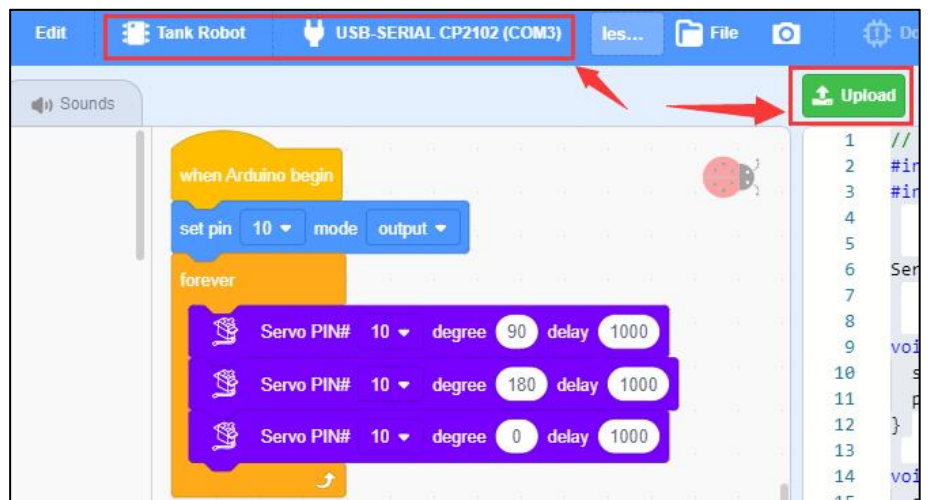 Edit Tank Robot USB-SERIAL CP2102 (COM3) les... File
Sounds
Upload
when Arduino begin
set pin 10 mode output
forever
Servo PIN# 10 degree 90 delay 1000
Servo PIN# 10 degree 180 delay 1000
Servo PIN# 10 degree 0 delay 1000
1 //
2 #in
3 #in
4
5
6 Ser
7
8
9 voi
10 s
11 p
12 }
13
14 voi